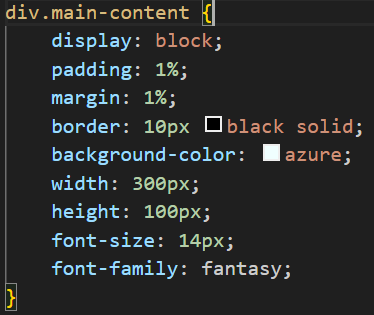 div.main-content {
    display: block;
    padding: 1%;
    margin: 1%;
    border: 10px black solid;
    background-color: azure;
    width: 300px;
    height: 100px;
    font-size: 14px;
    font-family: fantasy;
}